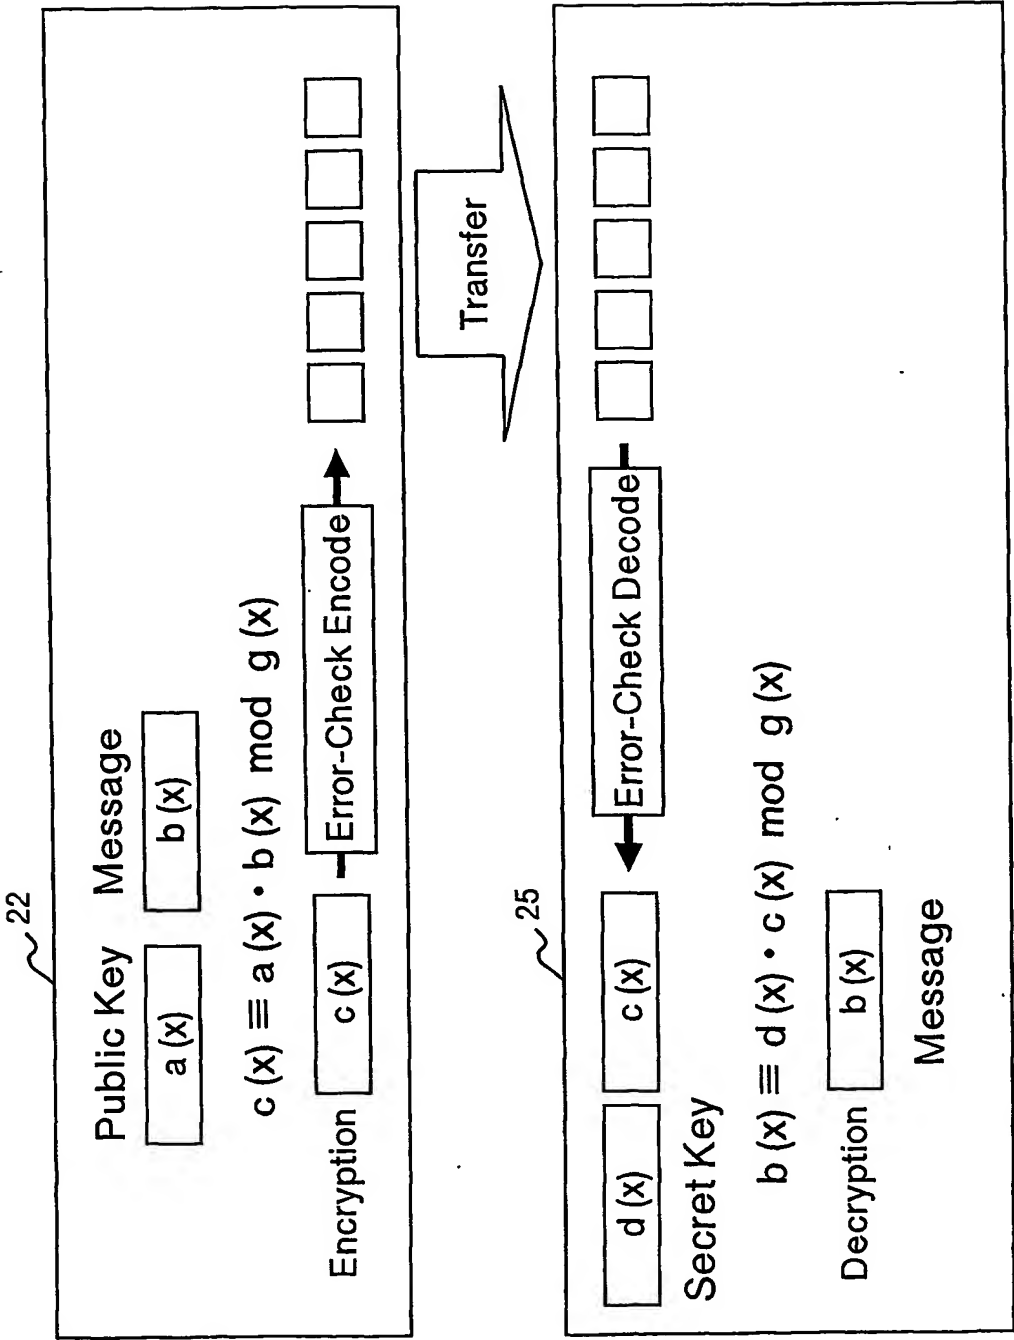 22
Public Key Message
a (x) b (x)
c (x) ≡ a (x) • b (x) mod g (x)
Encryption c (x) Error-Check Encode
Transfer
25
d (x) c (x) Error-Check Decode
Secret Key
b (x) ≡ d (x) • c (x) mod g (x)
Decryption b (x)
Message